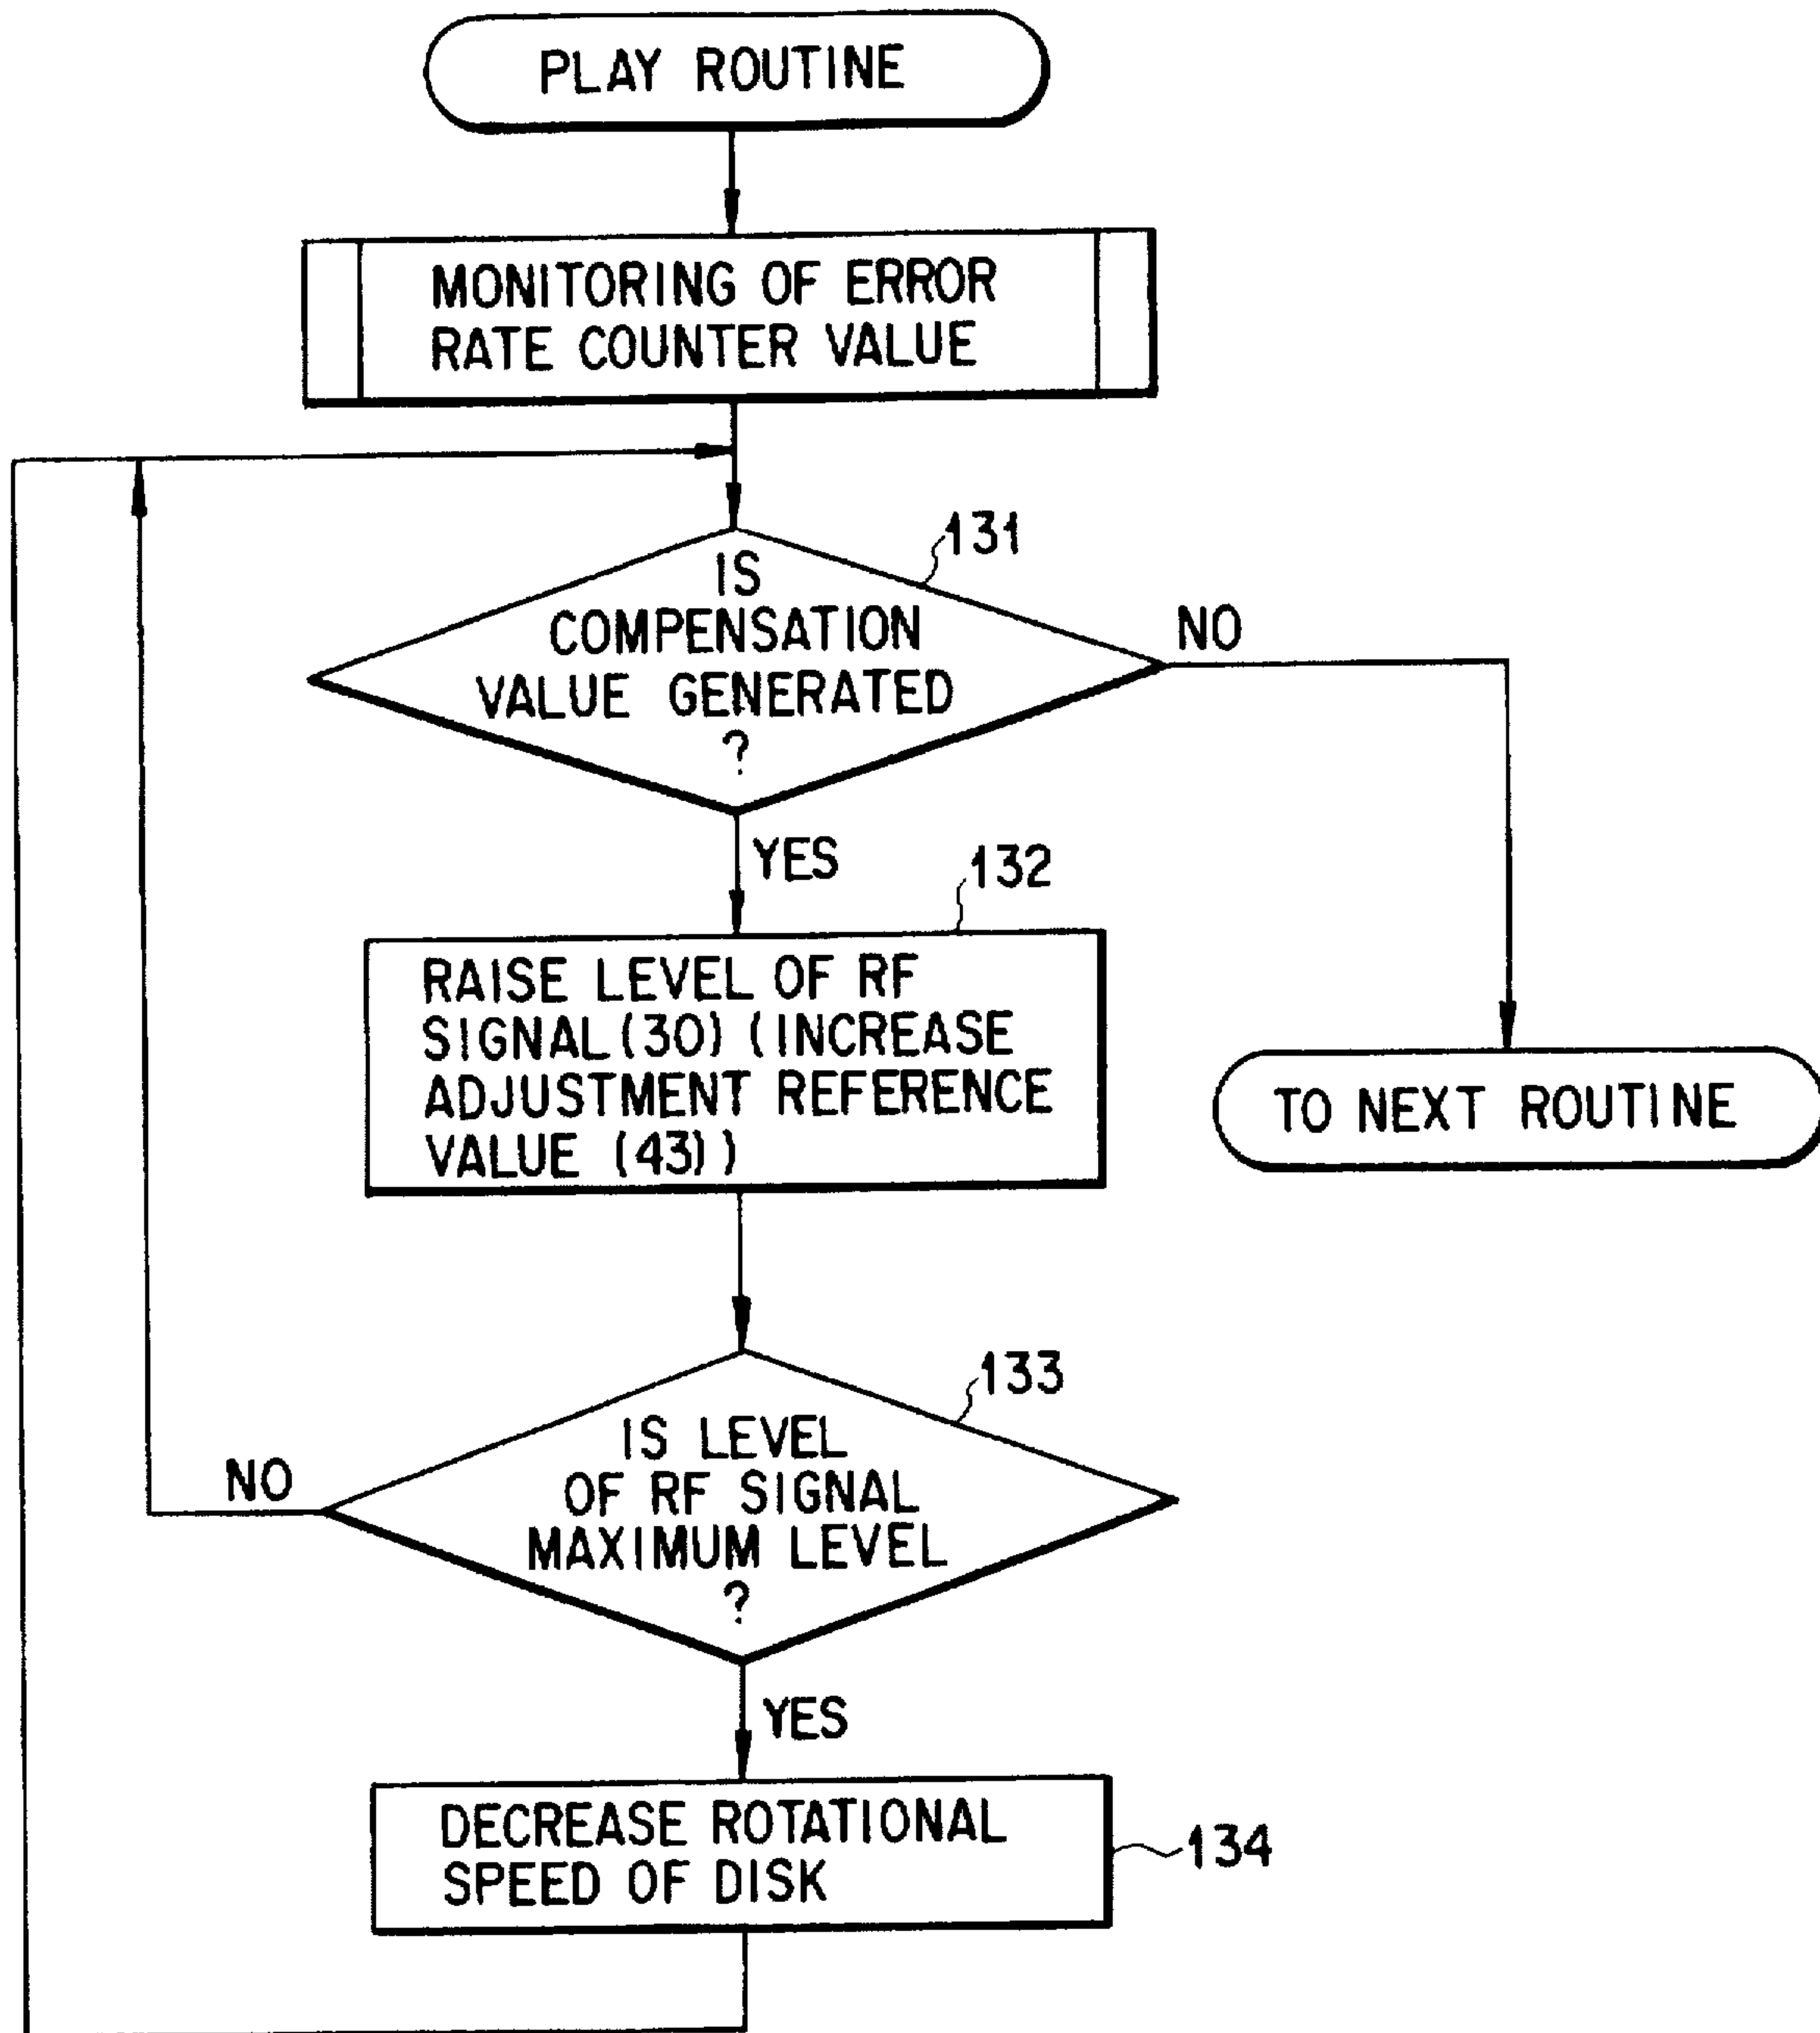 PLAY ROUTINE
MONITORING OF ERROR
RATE COUNTER VALUE
131
IS
COMPENSATION
VALUE GENERATED
?
NO
YES
132
RAISE LEVEL OF RF
SIGNAL(30) (INCREASE
ADJUSTMENT REFERENCE
VALUE (43))
TO NEXT ROUTINE
133
IS LEVEL
OF RF SIGNAL
MAXIMUM LEVEL
?
NO
YES
DECREASE ROTATIONAL
SPEED OF DISK
134